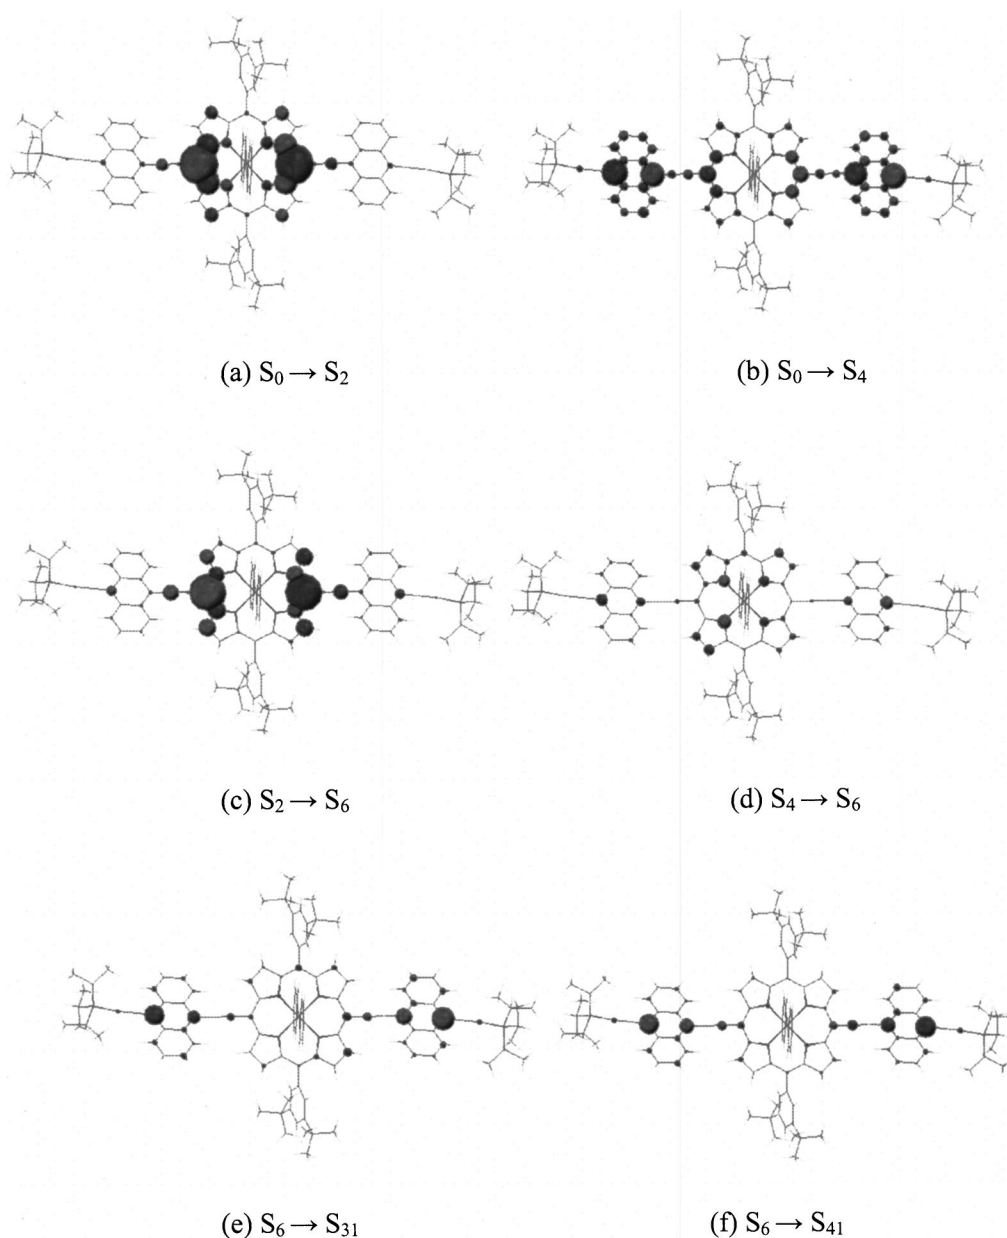 (a) S₀ → S₂
(b) S₀ → S₄
(c) S₂ → S₆
(d) S₄ → S₆
(e) S₆ → S₃₁
(f) S₆ → S₄₁